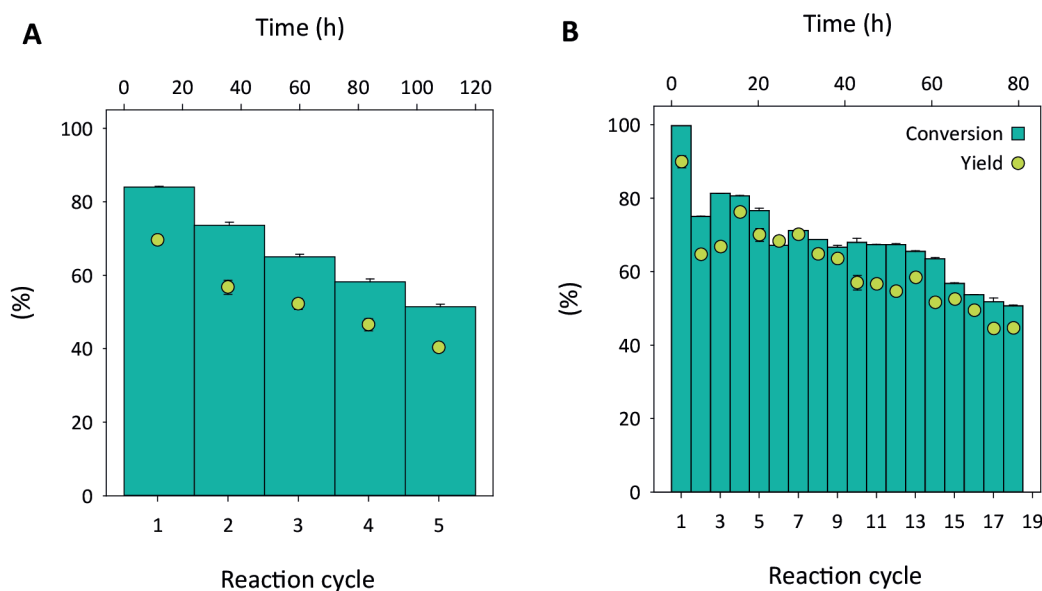 A
Time (h)
0 20 40 60 80 100 120
100
80
60
40
20
0
(%)
1 2 3 4 5
Reaction cycle
B
Time (h)
0 20 40 60 80
Conversion
Yield
100
80
60
40
20
0
(%)
1 3 5 7 9 11 13 15 17 19
Reaction cycle